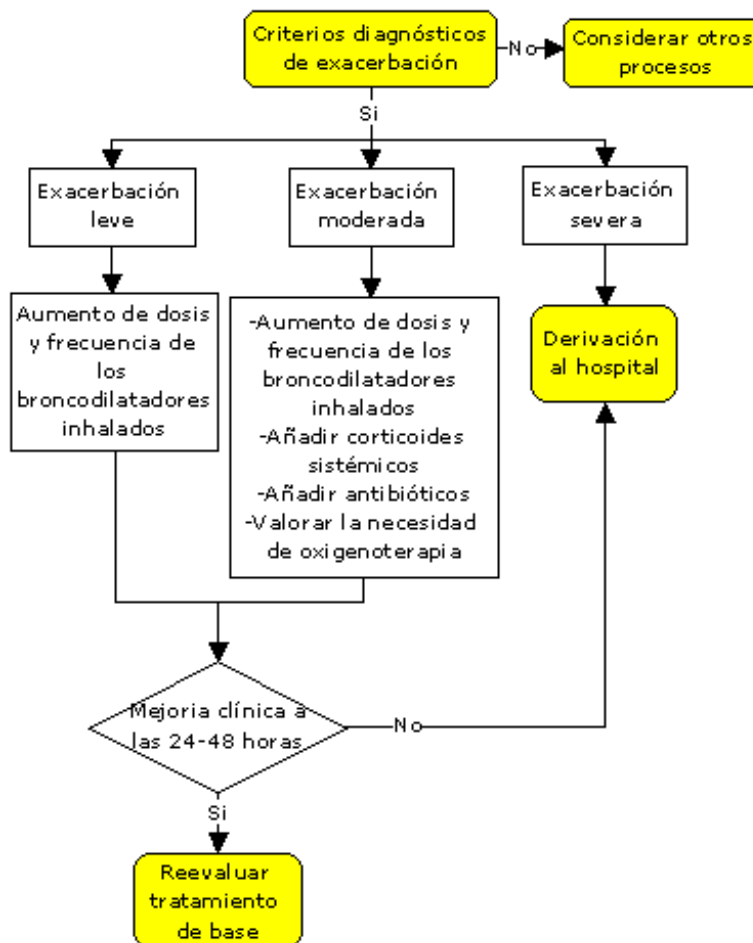 Criterios diagnósticos
de exacerbación
No
Considerar otros
procesos
Si
Exacerbación
leve
Exacerbación
moderada
Exacerbación
severa
Aumento de dosis
y frecuencia de
los
broncodilatadores
inhalados
-Aumento de dosis y
frecuencia de los
broncodilatadores
inhalados
-Añadir corticoides
sistémicos
-Añadir antibióticos
-Valorar la necesidad
de oxigenoterapia
Derivación
al hospital
Mejoria clínica a
las 24-48 horas
No
Si
Reevaluar
tratamiento
de base